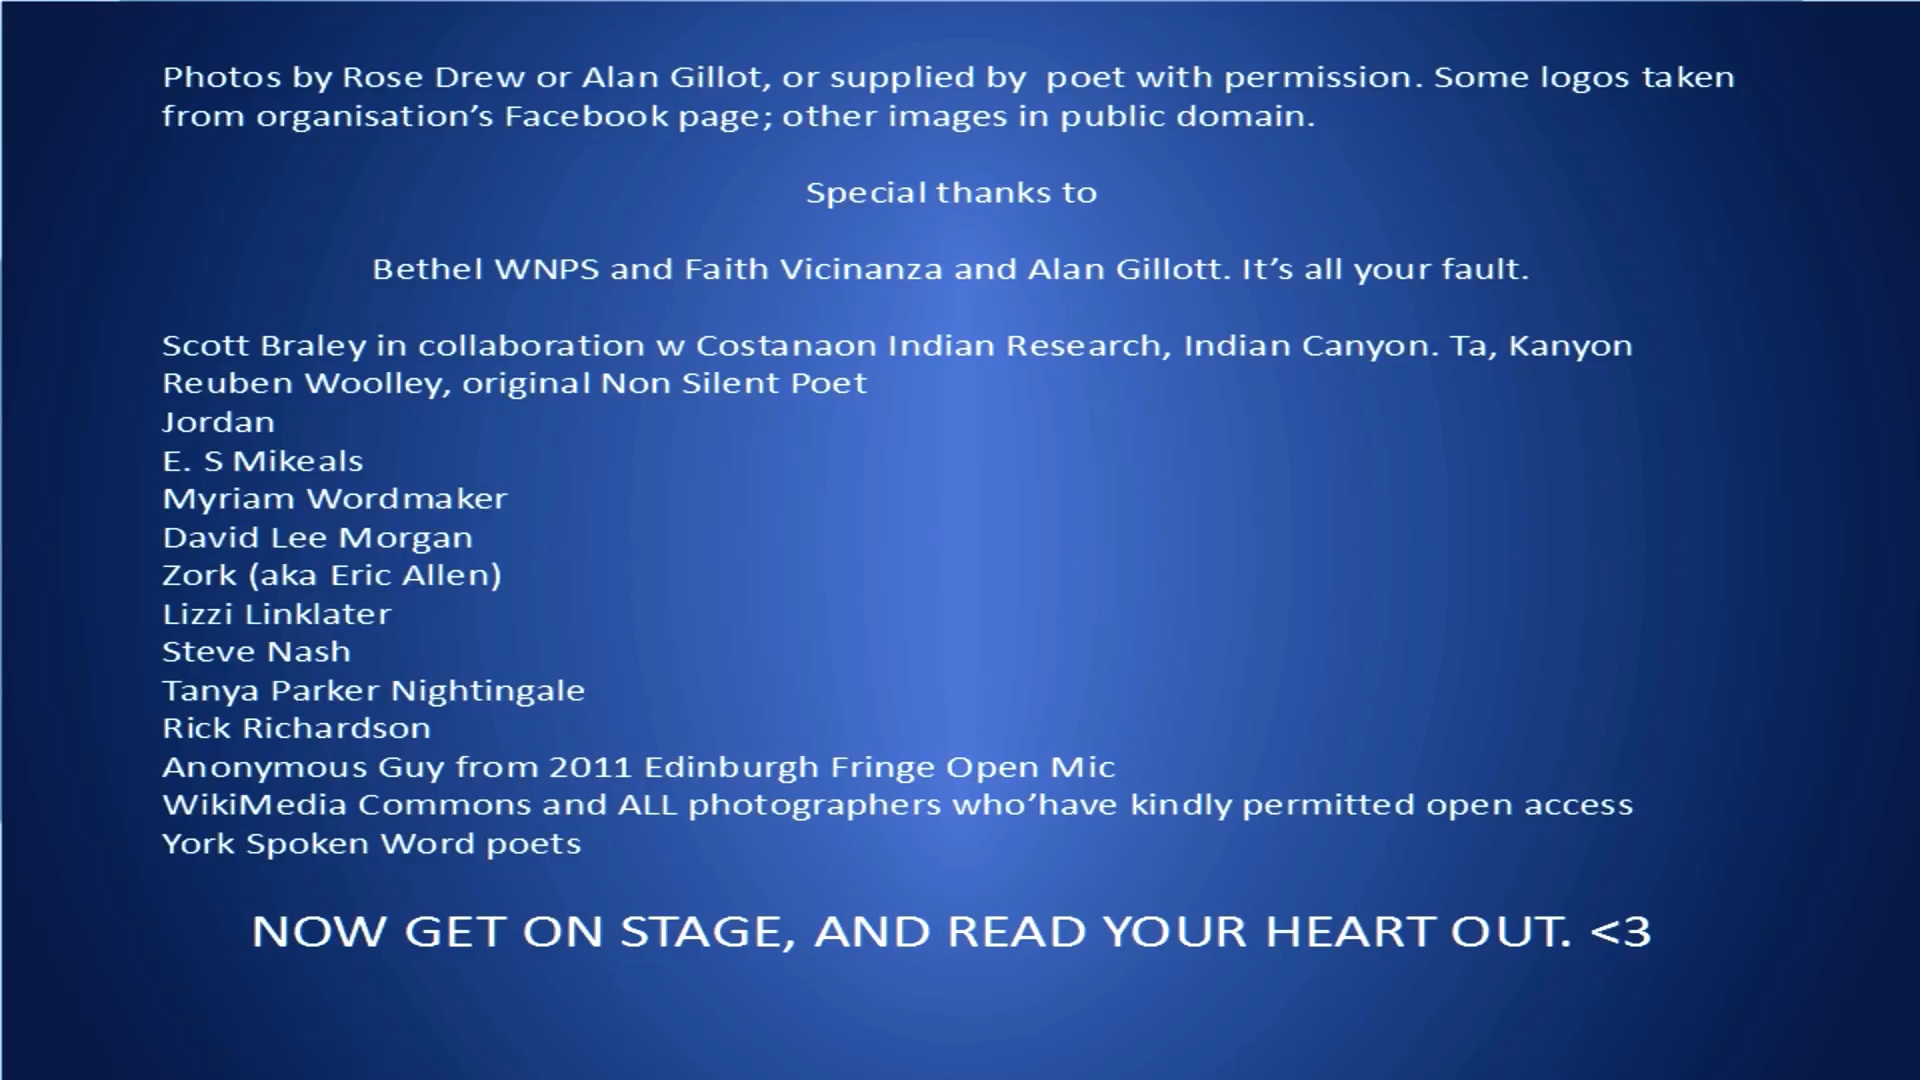 Photos by Rose Drew or Alan Gillot, or supplied by  poet with permission. Some logos taken
from organisation’s Facebook page; other images in public domain.
Special thanks to
Bethel WNPS and Faith Vicinanza and Alan Gillott. It’s all your fault.
Scott Braley in collaboration w Costanaon Indian Research, Indian Canyon. Ta, Kanyon
Reuben Woolley, original Non Silent Poet
Jordan
E. S Mikeals
Myriam Wordmaker
David Lee Morgan
Zork (aka Eric Allen)
Lizzi Linklater
Steve Nash
Tanya Parker Nightingale
Rick Richardson
Anonymous Guy from 2011 Edinburgh Fringe Open Mic
WikiMedia Commons and ALL photographers who’have kindly permitted open access
York Spoken Word poets
NOW GET ON STAGE, AND READ YOUR HEART OUT. <3